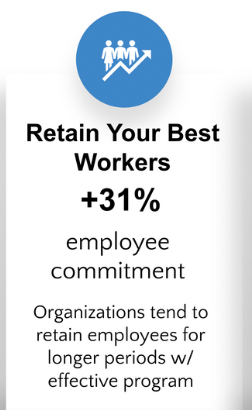 Retain Your Best
Workers
+31%
employee
commitment
Organizations tend to
retain employees for
longer periods w/
effective program